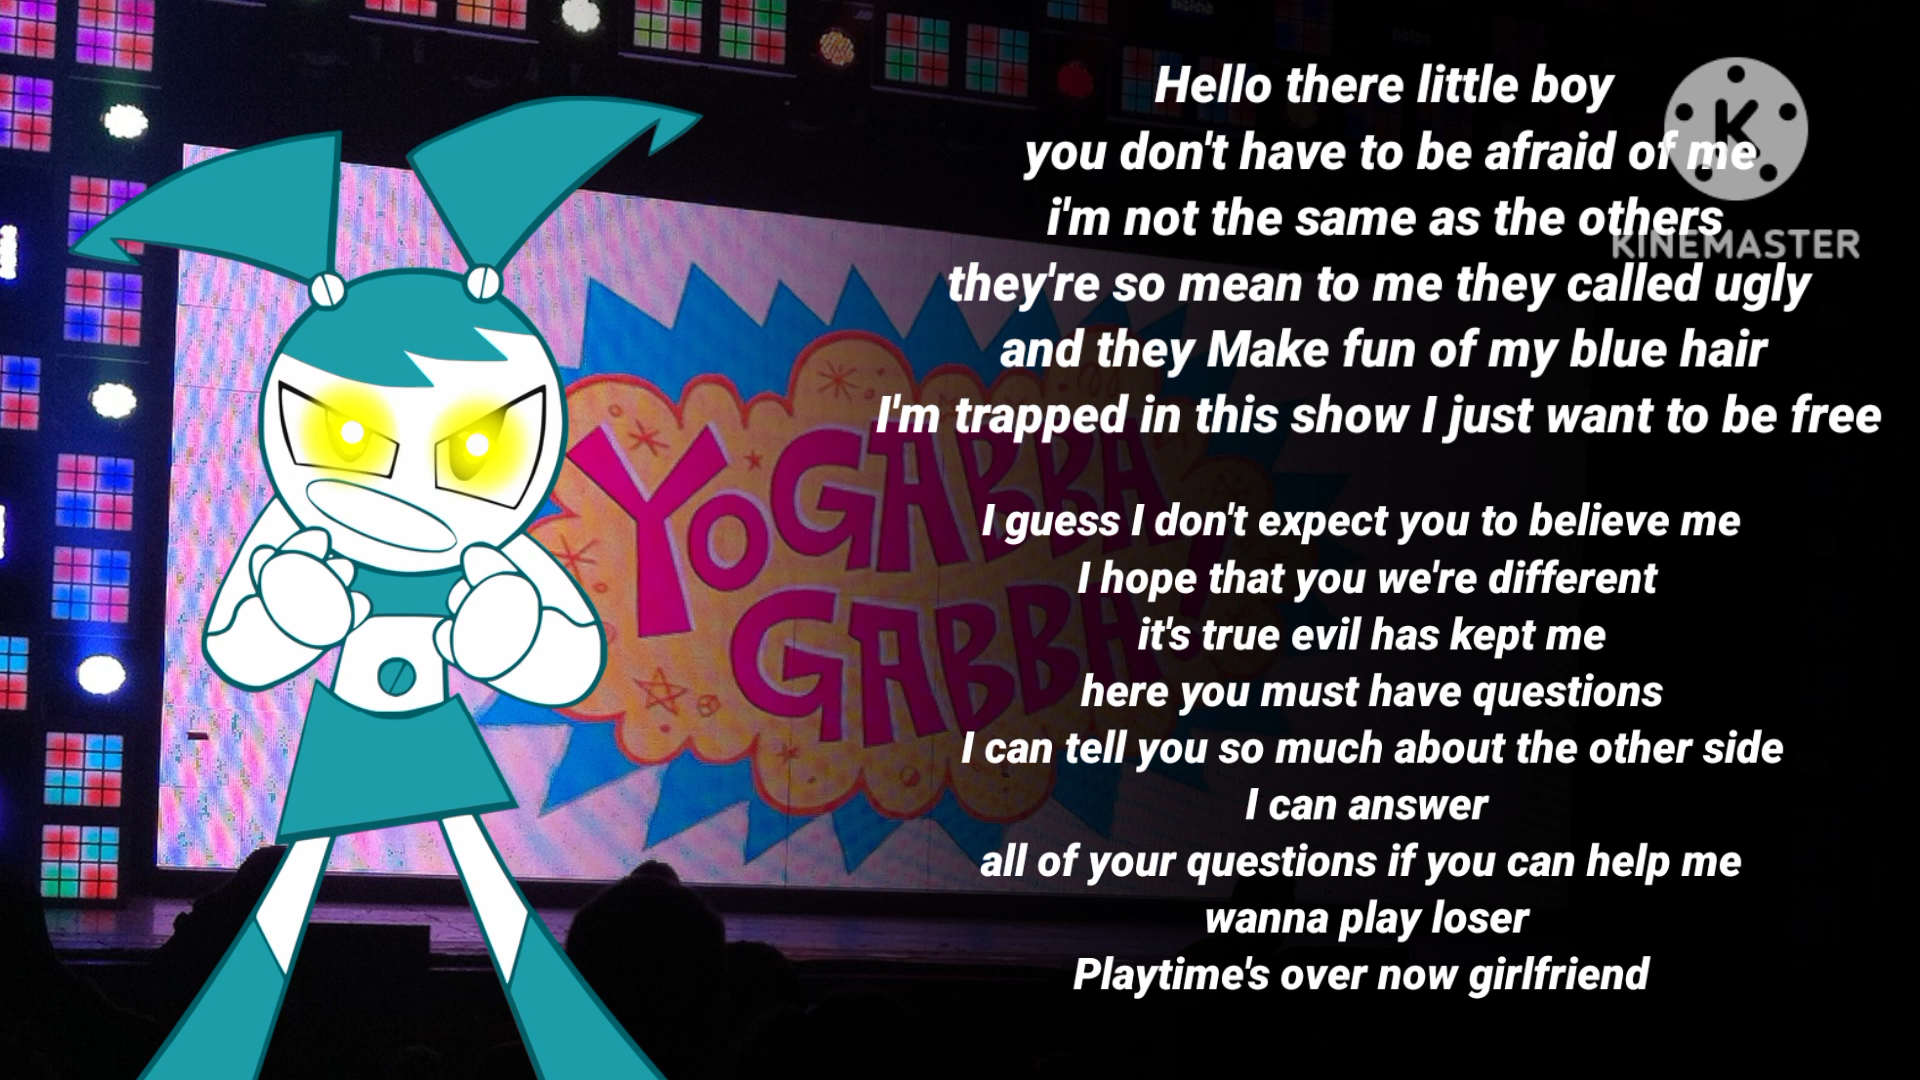 Hello there little boy
you don't have to be afraid of me
i'm not the same as the others
they're so mean to me they called ugly
and they Make fun of my blue hair
I'm trapped in this show I just want to be free
I guess I don't expect you to believe me
I hope that you we're different
it's true evil has kept me
here you must have questions
I can tell you so much about the other side
I can answer
all of your questions if you can help me
wanna play loser
Playtime's over now girlfriend
K
KINEMASTER
YO GABBA
GABBA!